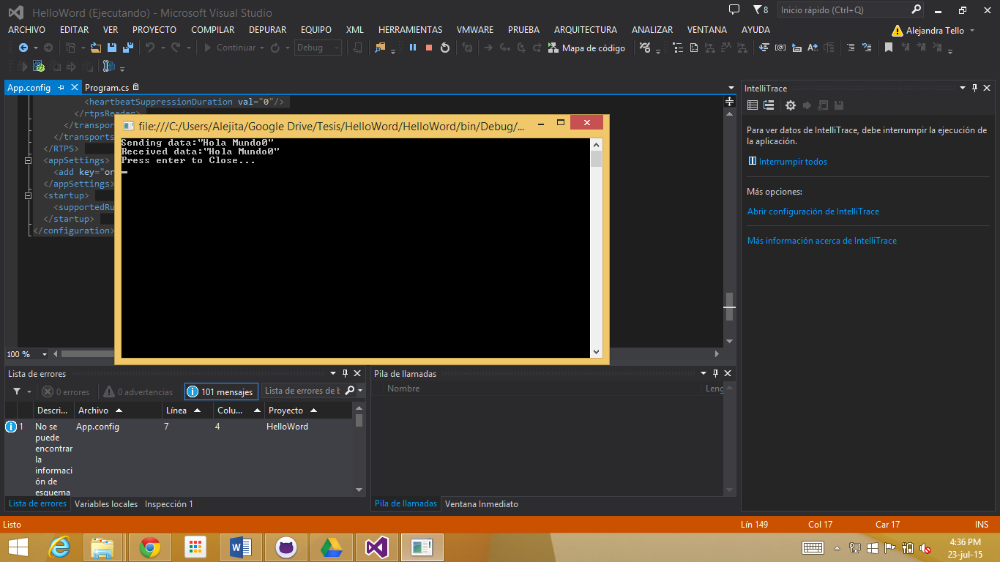 HelloWord (Ejecutando) - Microsoft Visual Studio
8
Inicio rápido (Ctrl+Q)
ARCHIVO EDITAR VER PROYECTO COMPILAR DEPURAR EQUIPO XML HERRAMIENTAS VMWARE PRUEBA ARQUITECTURA ANALIZAR VENTANA AYUDA
Alejandra Tello
Continuar Debug Mapa de código
App.config Program.cs
<heartbeatSuppressionDuration val="0"/>
</rtpsReader>
</transpor
</transports
</RTPS>
<appSettings>
<add key="or
</appSettings>
<startup>
<supportedRu
</startup>
</configuration>
file:///C:/Users/Alejita/Google Drive/Tesis/HelloWord/HelloWord/bin/Debug/...
Sending data:"Hola Mundo0"
Received data:"Hola Mundo0"
Press enter to Close...
100 %
IntelliTrace
Para ver datos de IntelliTrace, debe interrumpir la ejecución de
la aplicación.
Interrumpir todos
Más opciones:
Abrir configuración de IntelliTrace
Más información acerca de IntelliTrace
Lista de errores
0 errores 0 advertencias 101 mensajes Lista de errores de b
Descri... Archivo Línea Colu... Proyecto
1 No se App.config 7 4 HelloWord
puede
encontrar
la
informaci
ón de
esquema
Lista de errores Variables locales Inspección 1
Pila de llamadas
Nombre Leng
Pila de llamadas Ventana Inmediato
Listo Lín 149 Col 17 Car 17 INS
4:36 PM
23-jul-15